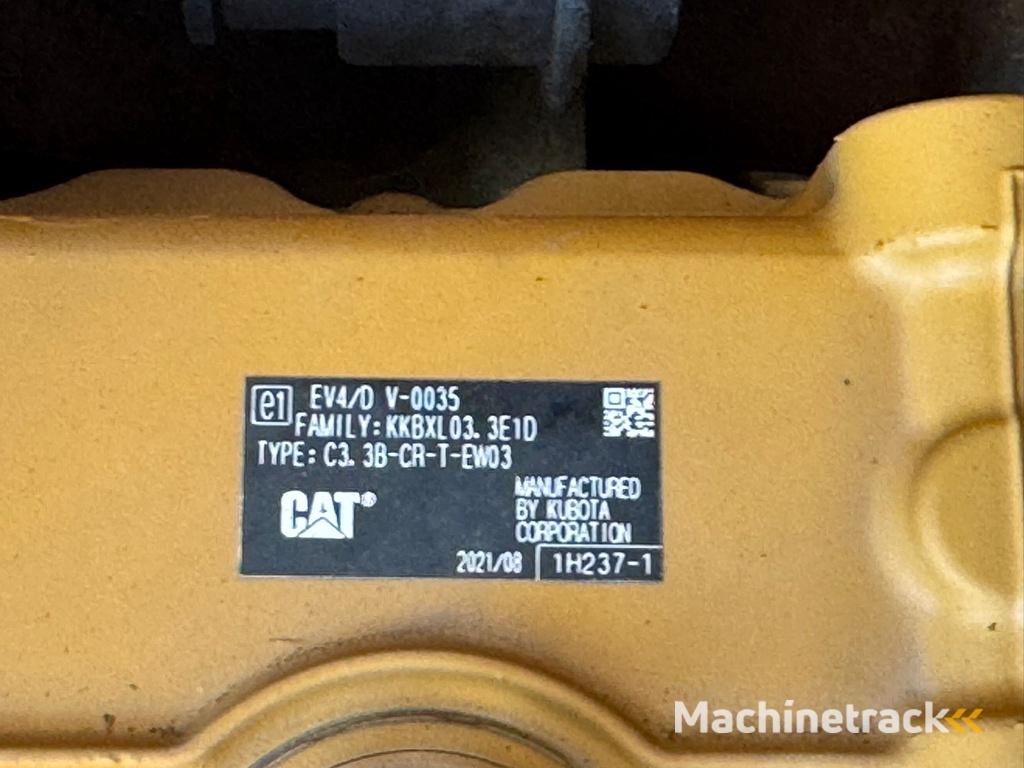 e1 EV4/D V-0035
FAMILY:KKBXL03.3E1D
TYPE:C3.3B-CR-T-EW03
CAT®
MANUFACTURED
BY KUBOTA
CORPORATION
2021/08 1H237-1
Machinetrack